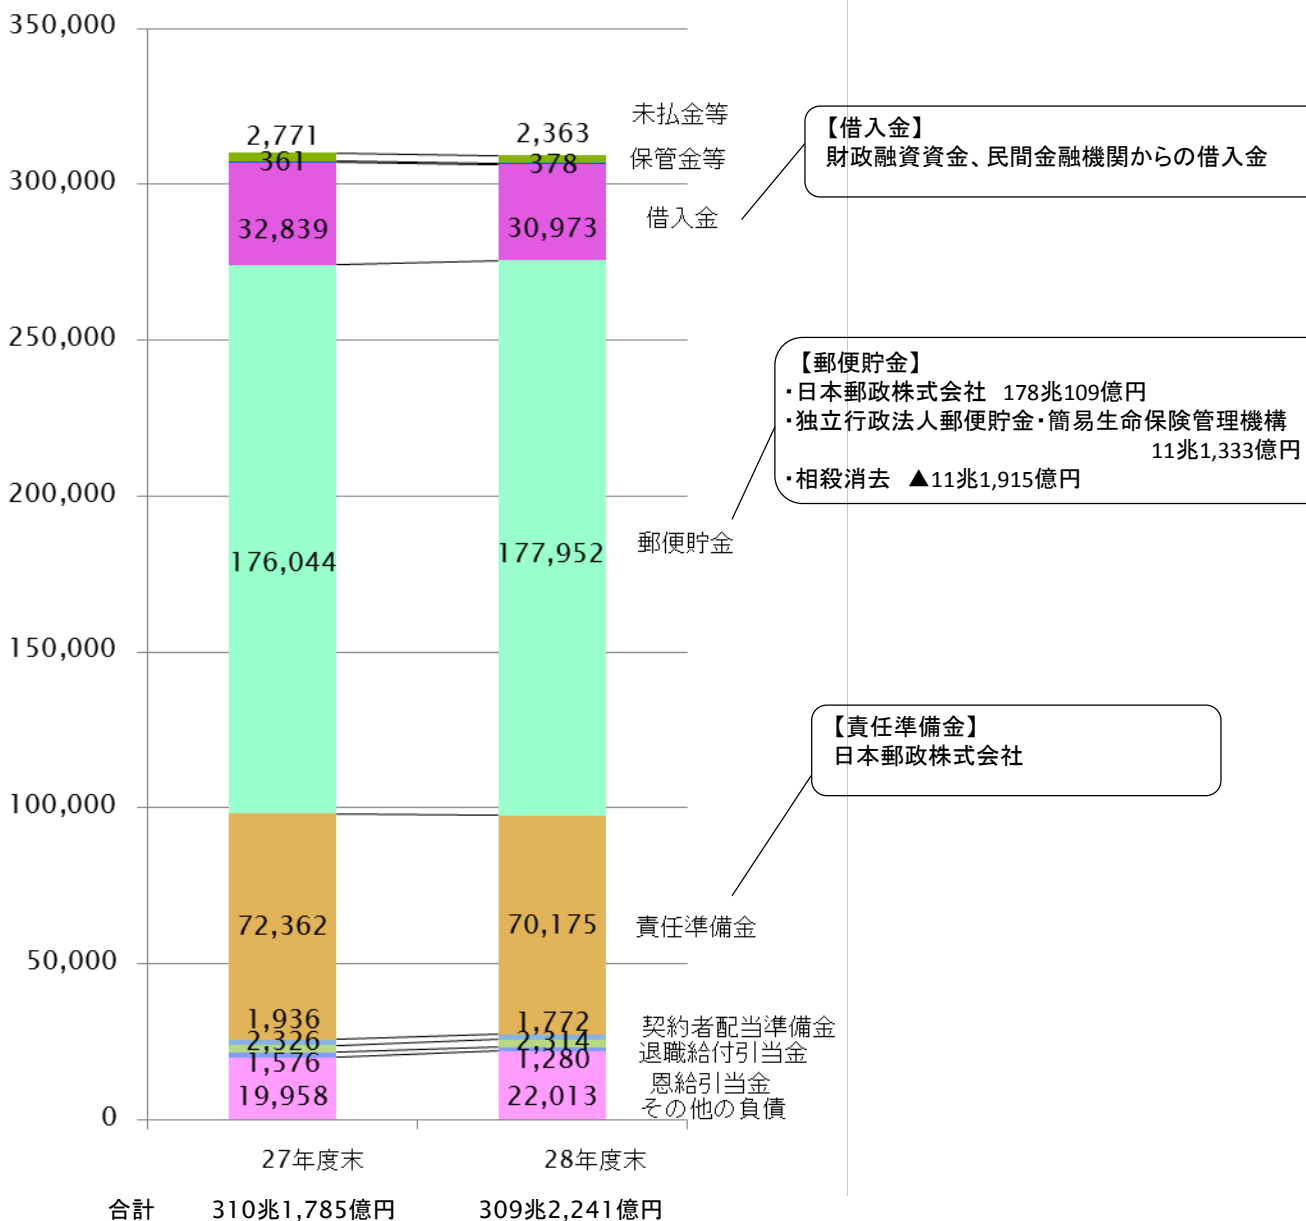 350,000
300,000
250,000
200,000
150,000
100,000
50,000
0
2,771
361
32,839
176,044
72,362
1,936
2,326
1,576
19,958
2,363
378
30,973
177,952
70,175
1,772
2,314
1,280
22,013
未払金等
保管金等
借入金
郵便貯金
責任準備金
契約者配当準備金
退職給付引当金
恩給引当金
その他の負債
【借入金】
財政融資資金、民間金融機関からの借入金
【郵便貯金】
・日本郵政株式会社 178兆109億円
・独立行政法人郵便貯金・簡易生命保険管理機構
11兆1,333億円
・相殺消去 ▲11兆1,915億円
【責任準備金】
日本郵政株式会社
27年度末 28年度末
合計 310兆1,785億円 309兆2,241億円